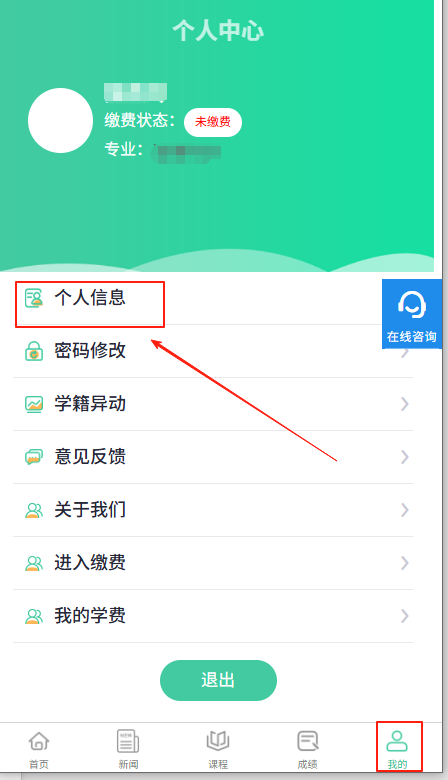 个人中心
缴费状态：
未缴费
专业：
个人信息
在线咨询
密码修改
学籍异动
意见反馈
关于我们
进入缴费
我的学费
退出
首页
新闻
课程
成绩
我的